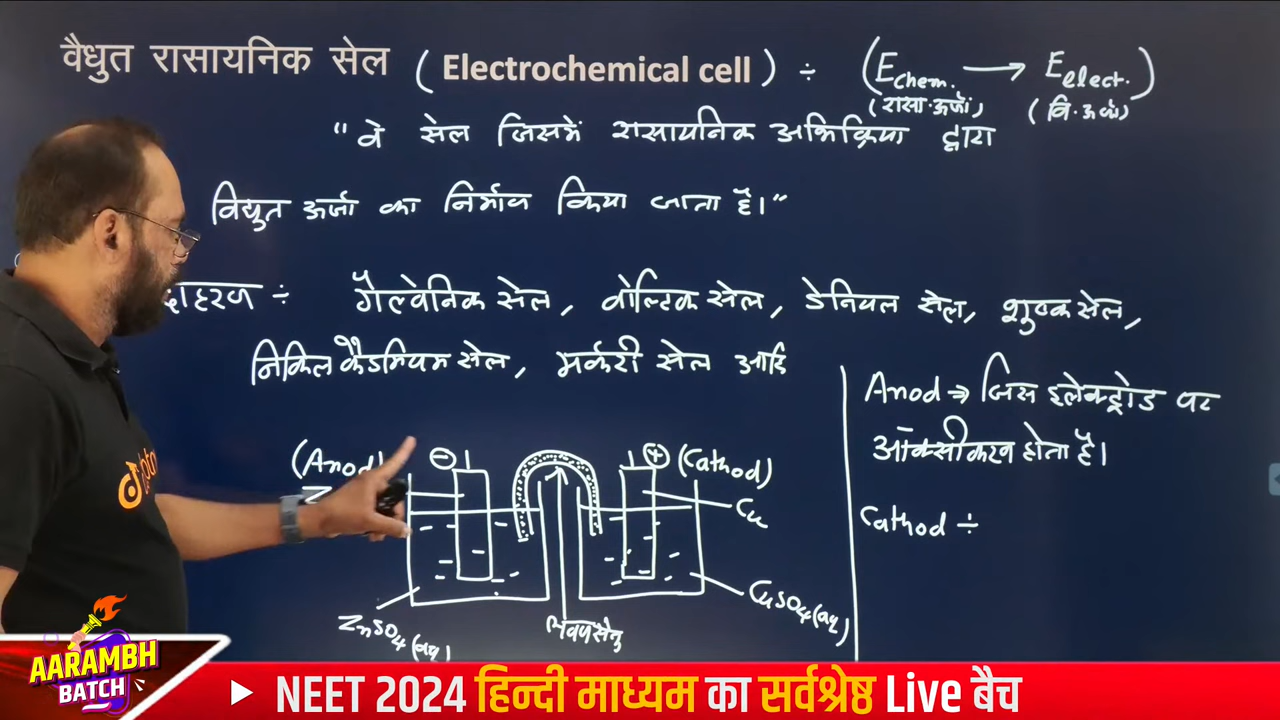 वैधुत रासायनिक सेल ( Electrochemical cell ) ÷ (Echem. → Eelect.)
(रासा.ऊर्जा) (वि.ऊर्जा)
"वे सेल जिसमें रासायनिक अभिक्रिया द्वारा
विद्युत ऊर्जा का निर्माण किया जाता है।"
दाहरण ÷ गैल्वेनिक सेल, वोल्टिक सेल, डेनियल सेल, शुष्क सेल,
निकिल कैडमियम सेल, मर्करी सेल आदि
Anod → जिस इलेक्ट्रोड पर
ऑक्सीकरण होता है।
Cathod ÷
(Anod) ⊖ ⊕ (Cathod)
Z
Cu
ZnSO4(aq) लवण सेतु CuSO4(aq)
AARAMBH
BATCH
NEET 2024 हिन्दी माध्यम का सर्वश्रेष्ठ Live बैच